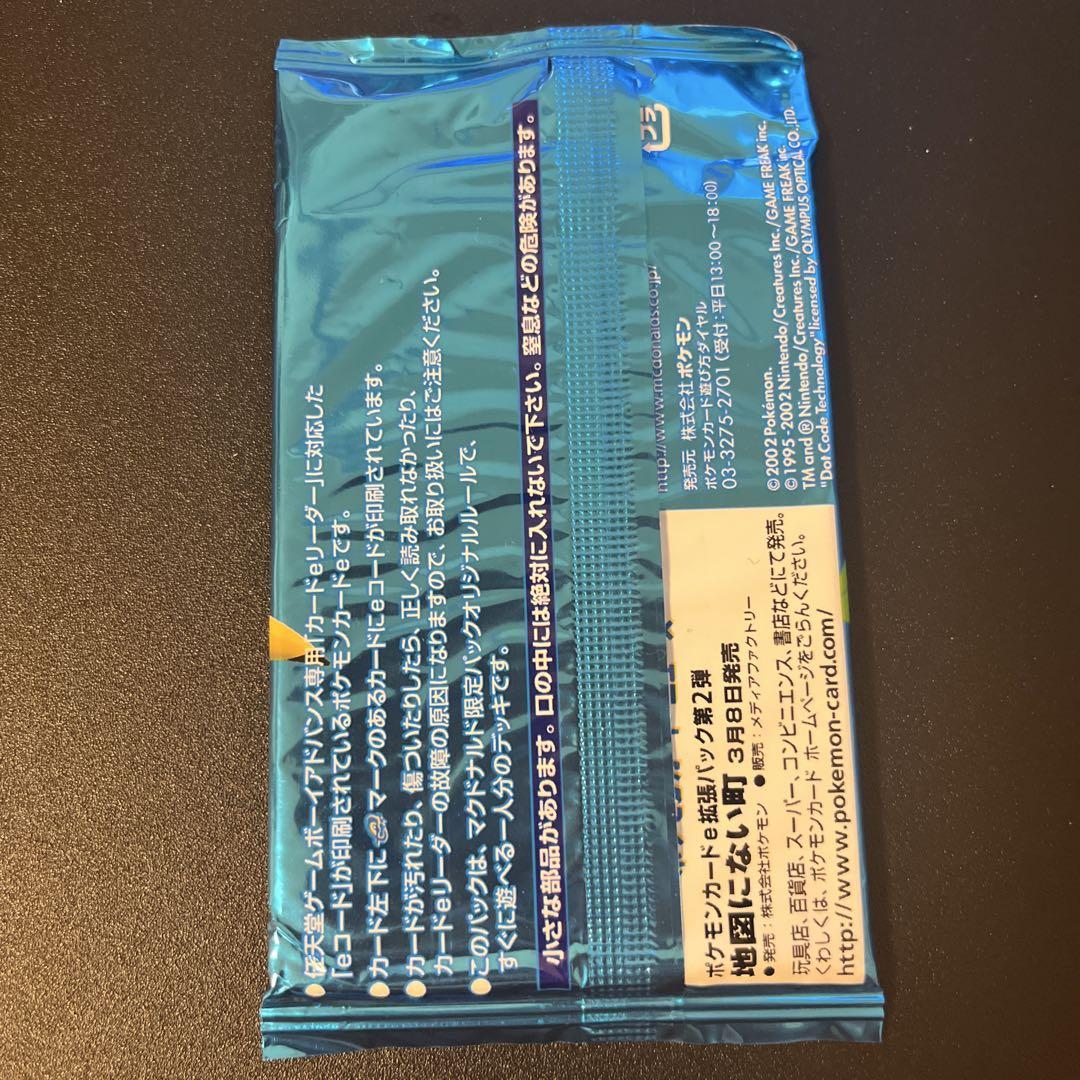 ●任天堂ゲームボーイアドバンス専用「カードeリーダー」に対応した
「eコード」が印刷されているポケモンカードeです。
●カード左下に マークのあるカードにeコードが印刷されています。
●カードが汚れたり、傷ついたりしたら、正しく読み取れなかったり、
カードeリーダーの故障の原因になりますので、お取り扱いにはご注意ください。
●このパックは、マクドナルド限定パックオリジナルルールで、
すぐに遊べる一人分のデッキです。
小さな部品があります。口の中には絶対に入れないで下さい。窒息などの危険があります。
プラ
http://www.mcdonalds.co.jp/
発売元 株式会社ポケモン
ポケモンカード遊び方ダイヤル
03-3275-2701(受付:平日13:00〜18:00)
©2002 Pokémon.
©1995-2002 Nintendo/Creatures Inc./GAME FREAK inc.
TM and ® Nintendo/Creatures Inc./GAME FREAK inc.
"Dot Code Technology" licensed by OLYMPUS OPTICAL CO.,LTD.
ポケモンカードe拡張パック第2弾
地図にない町 3月8日発売
●発売:株式会社ポケモン ●販売:メディアファクトリー
玩具店、百貨店、スーパー、コンビニエンス、書店などにて発売。
くわしくは、ポケモンカード ホームページをごらんください。
http://www.pokemon-card.com/